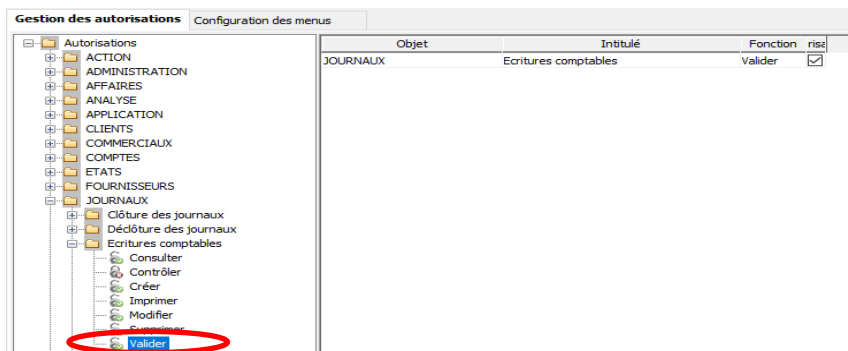 Gestion des autorisations Configuration des menus
Autorisations Objet Intitulé Fonction risa
ACTION JOURNAUX Ecritures comptables Valider
ADMINISTRATION
AFFAIRES
ANALYSE
APPLICATION
CLIENTS
COMMERCIAUX
COMPTES
ETATS
FOURNISSEURS
JOURNAUX
Clôture des journaux
Déclôture des journaux
Ecritures comptables
Consulter
Contrôler
Créer
Imprimer
Modifier
Supprimer
Valider